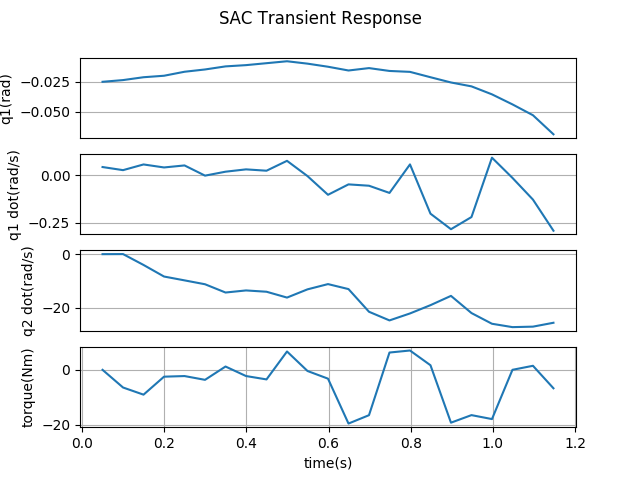 SAC Transient Response
q1(rad)
−0.025
−0.050
q1 dot(rad/s)
0.00
−0.25
q2 dot(rad/s)
0
−20
torque(Nm)
0
−20
0.0 0.2 0.4 0.6 0.8 1.0 1.2
time(s)